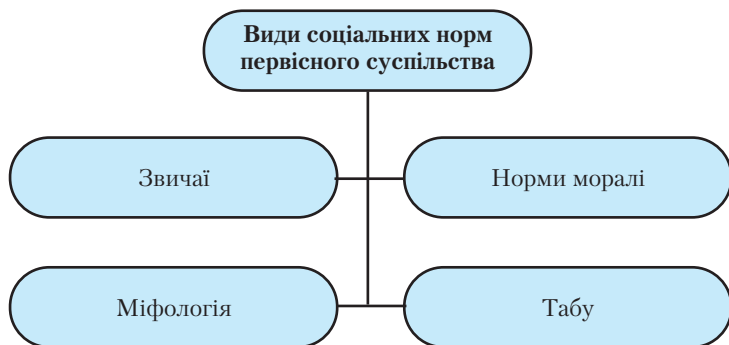 Види соціальних норм
первісного суспільства
Звичаї
Норми моралі
Міфологія
Табу